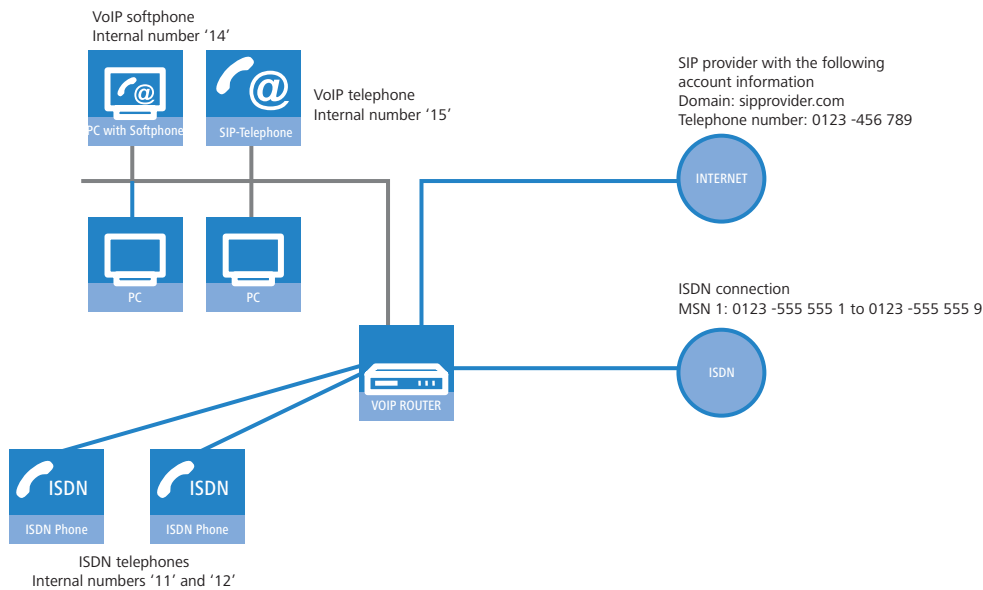 VoIP softphone
Internal number ‘14’
@
PC with Softphone
@
SIP-Telephone
VoIP telephone
Internal number ‘15’
SIP provider with the following
account information
Domain: sipprovider.com
Telephone number: 0123 -456 789
INTERNET
PC
PC
ISDN connection
MSN 1: 0123 -555 555 1 to 0123 -555 555 9
ISDN
VOIP ROUTER
ISDN
ISDN Phone
ISDN
ISDN Phone
ISDN telephones
Internal numbers ‘11’ and ‘12’